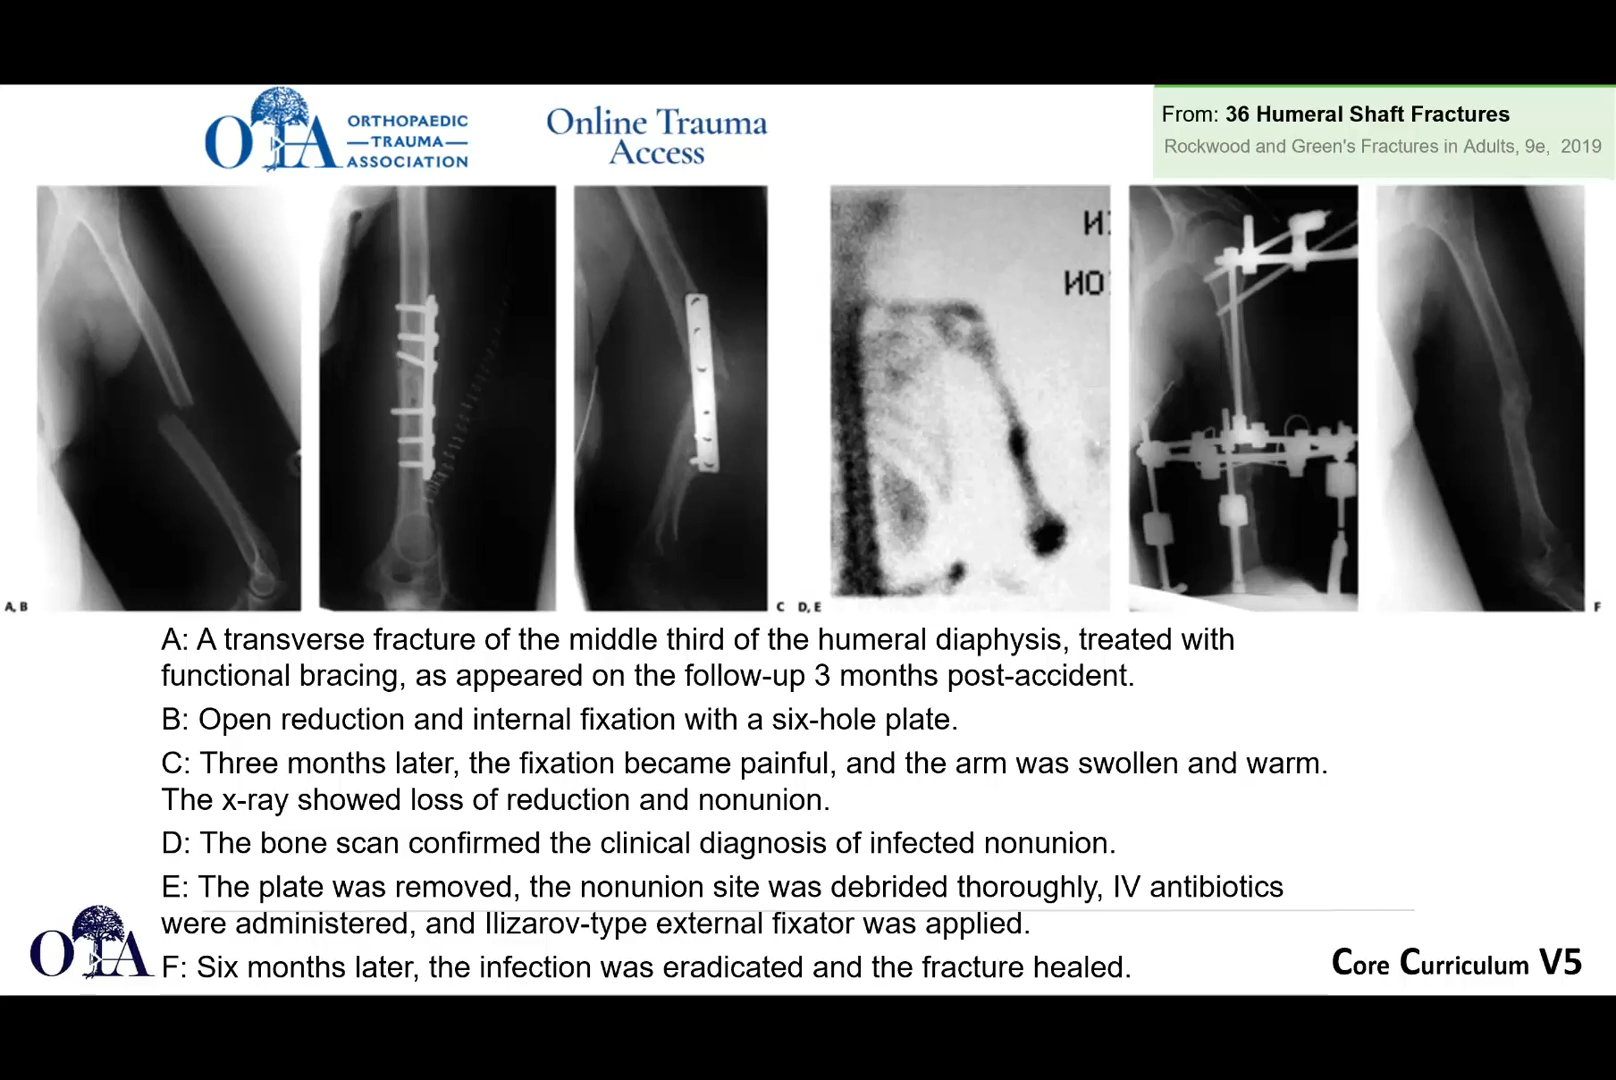 OTA
ORTHOPAEDIC
TRAUMA
ASSOCIATION
Online Trauma
Access
From: 36 Humeral Shaft Fractures
Rockwood and Green's Fractures in Adults, 9e, 2019
A, B
C
D, E
F
A: A transverse fracture of the middle third of the humeral diaphysis, treated with
functional bracing, as appeared on the follow-up 3 months post-accident.
B: Open reduction and internal fixation with a six-hole plate.
C: Three months later, the fixation became painful, and the arm was swollen and warm.
The x-ray showed loss of reduction and nonunion.
D: The bone scan confirmed the clinical diagnosis of infected nonunion.
E: The plate was removed, the nonunion site was debrided thoroughly, IV antibiotics
were administered, and Ilizarov-type external fixator was applied.
F: Six months later, the infection was eradicated and the fracture healed.
OTA
Core Curriculum V5